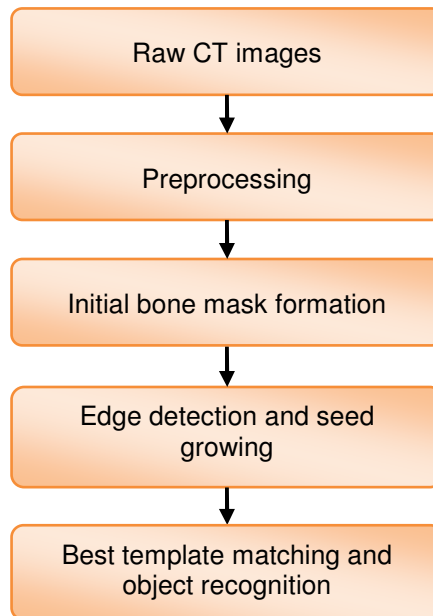 Raw CT images
Preprocessing
Initial bone mask formation
Edge detection and seed
growing
Best template matching and
object recognition